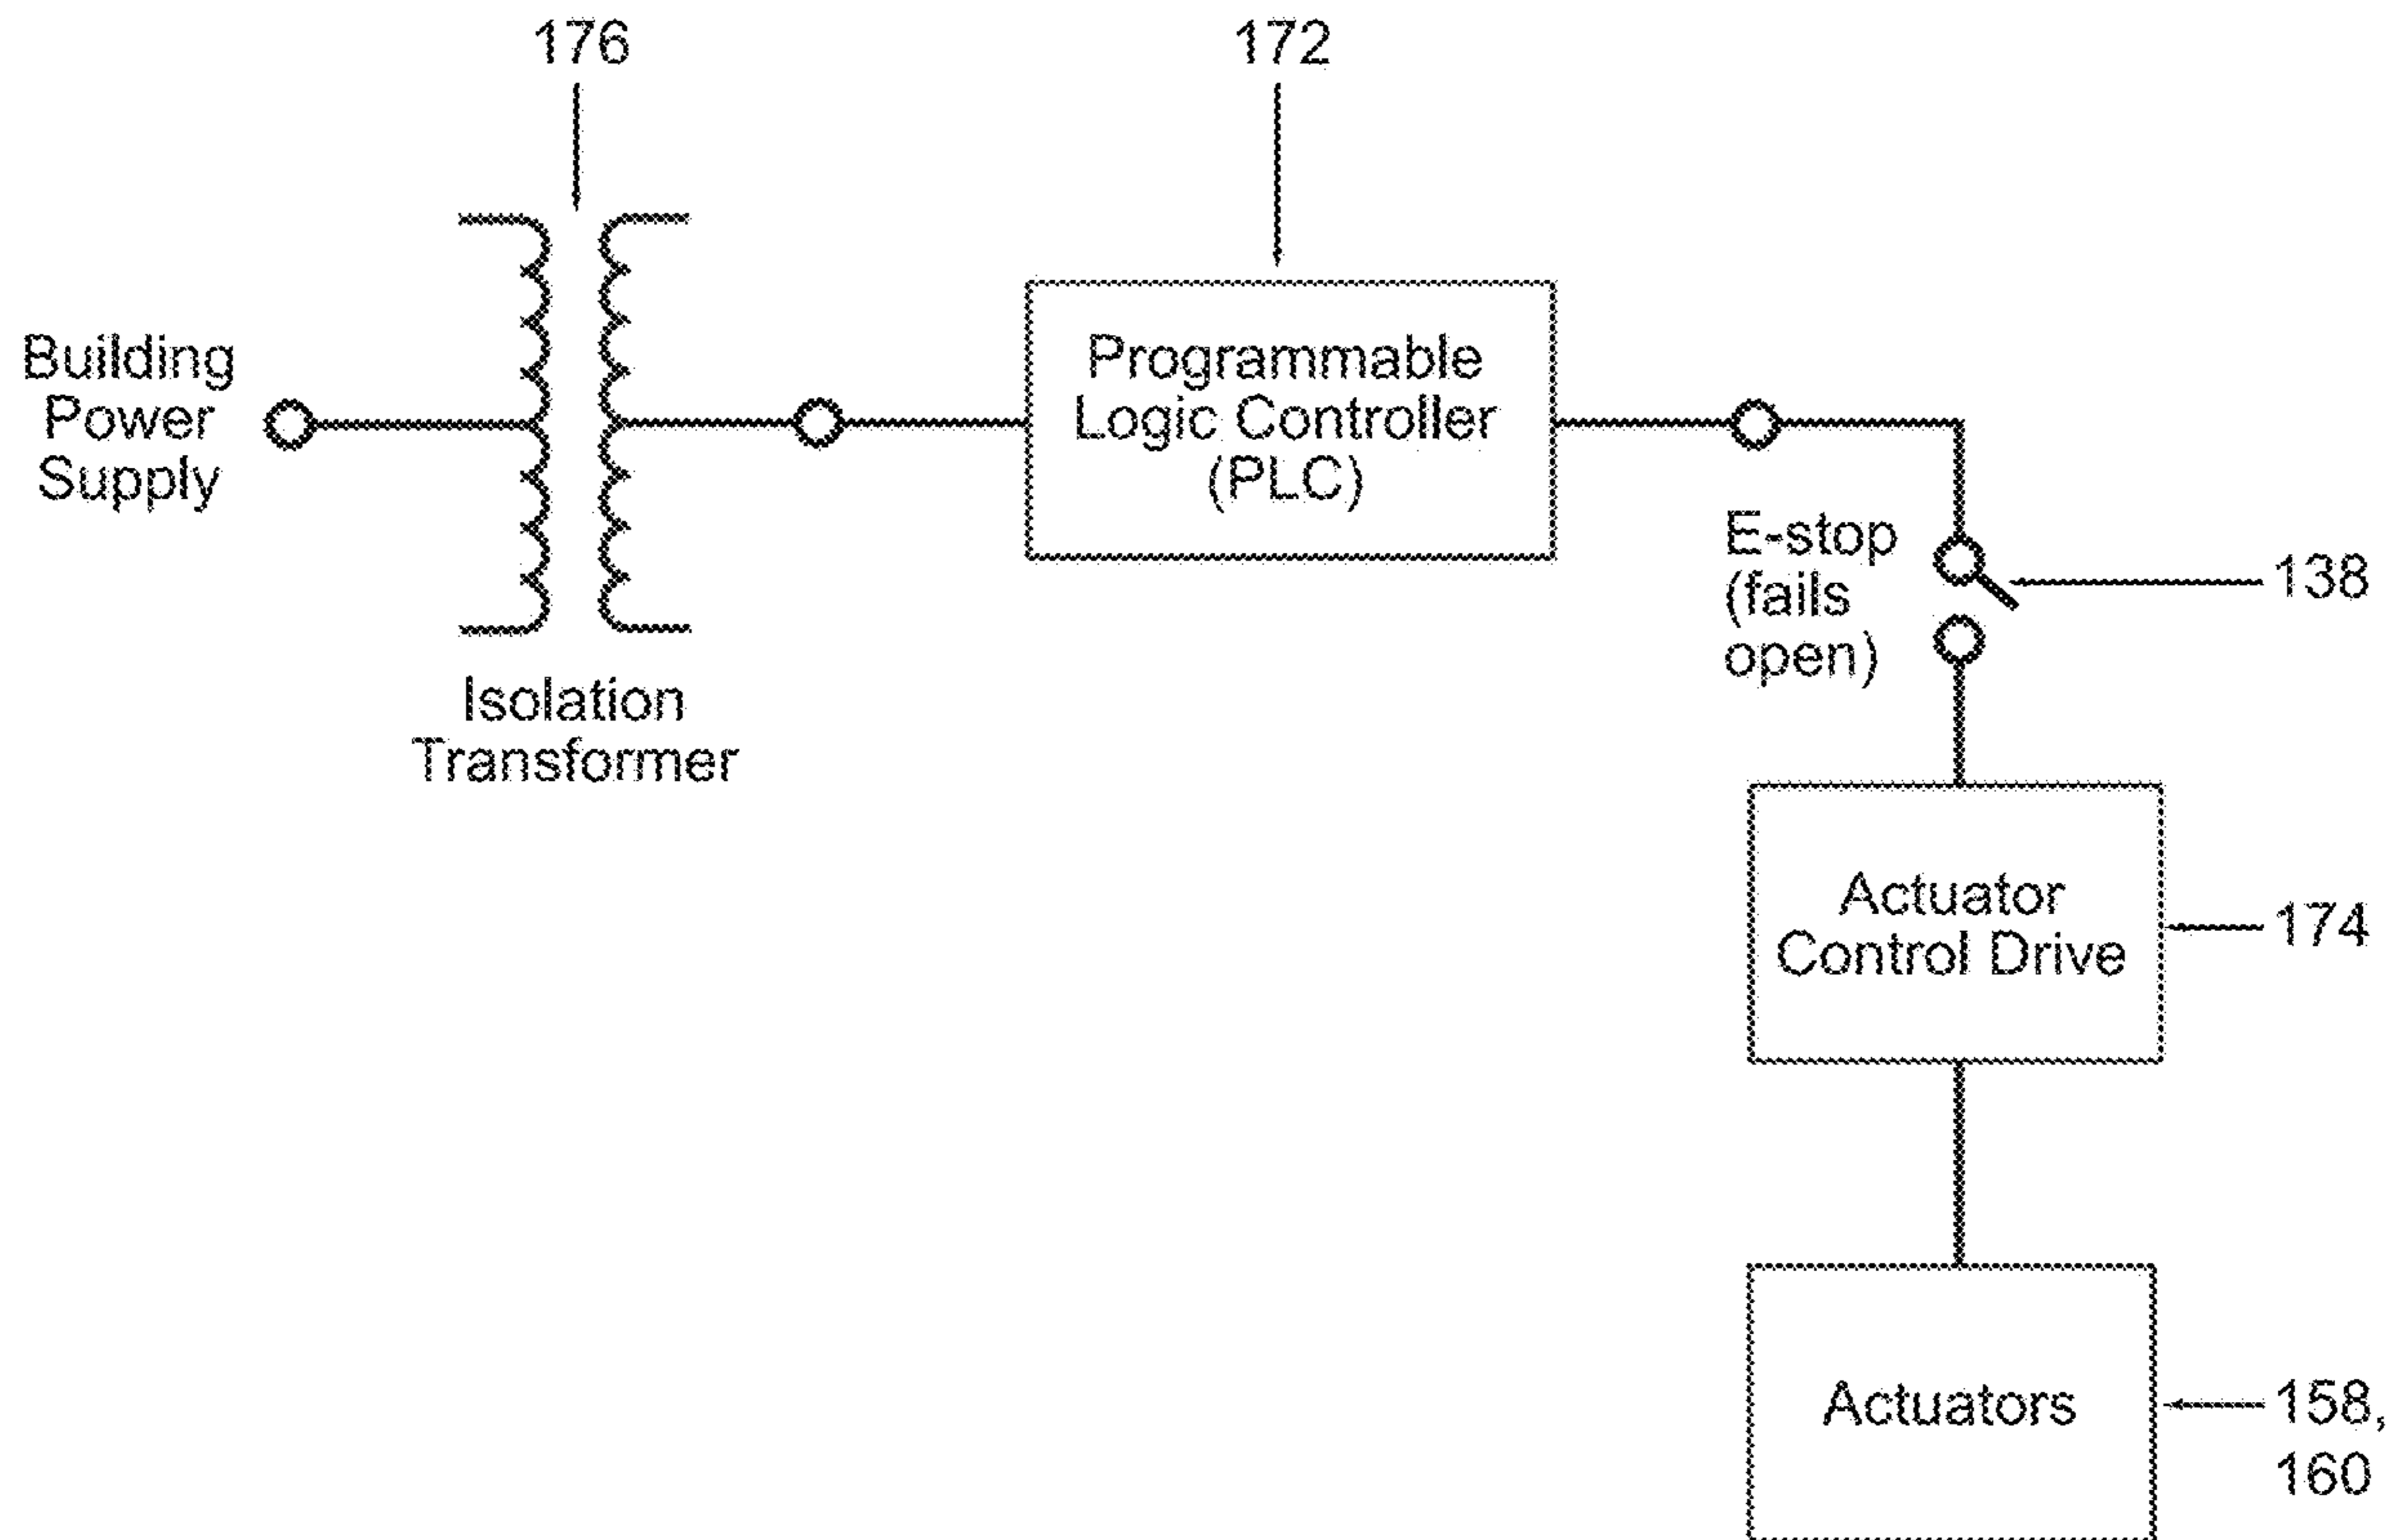 176
172
Building
Power
Supply
Programmable
Logic Controller
(PLC)
E-stop
(fails
open)
138
Isolation
Transformer
Actuator
Control Drive
174
Actuators
158,
160